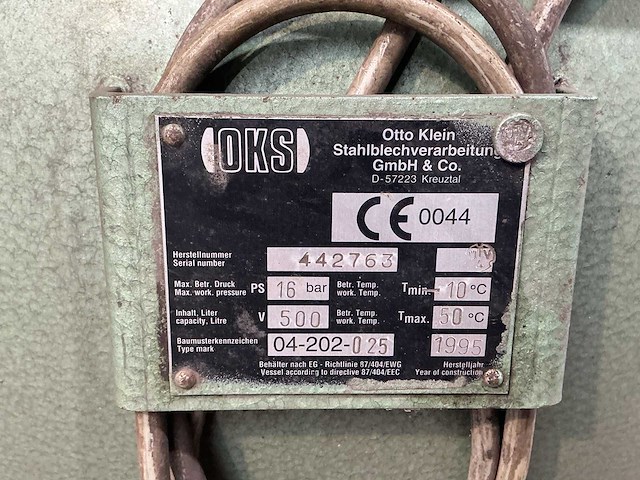 OKS
Otto Klein
Stahlblechverarbeitung
GmbH & Co.
D-57223 Kreuztal
CE 0044
Herstellnummer
Serial number
442763
Max. Betr. Druck
Max. work. pressure
PS 16 bar
Betr. Temp.
work. Temp.
Tmin. -10°C
Inhalt, Liter
capacity, Litre
V 500
Betr. Temp.
work. Temp.
Tmax. 50°C
Baumusterkennzeichen
Type mark
04-202-025
1995
Behälter nach EG - Richtlinie 87/404/EWG
Vessel according to directive 87/404/EEC
Herstelljahr
Year of construction